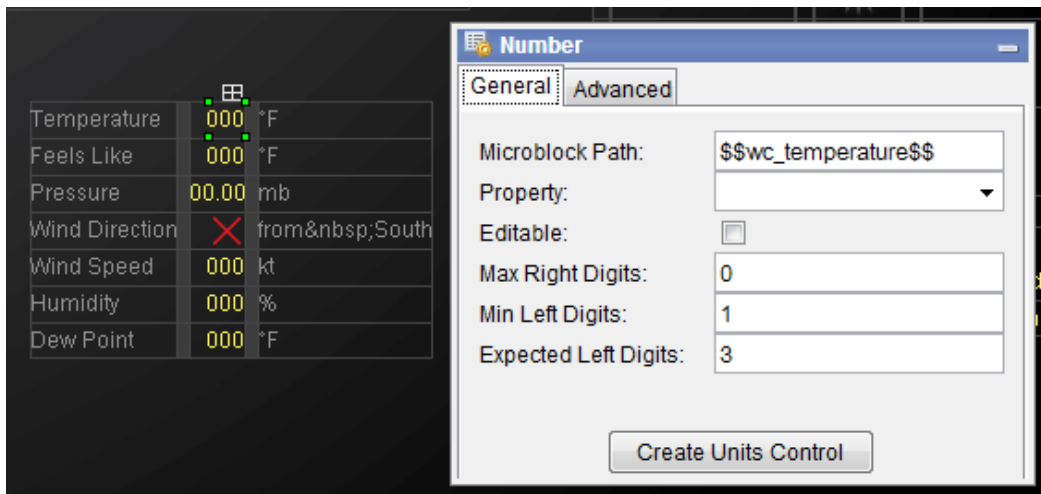 Temperature 000 °F
Feels Like 000 °F
Pressure 00.00 mb
Wind Direction from&nbsp;South
Wind Speed 000 kt
Humidity 000 %
Dew Point 000 °F
Number
General Advanced
Microblock Path: $$wc_temperature$$
Property:
Editable:
Max Right Digits: 0
Min Left Digits: 1
Expected Left Digits: 3
Create Units Control